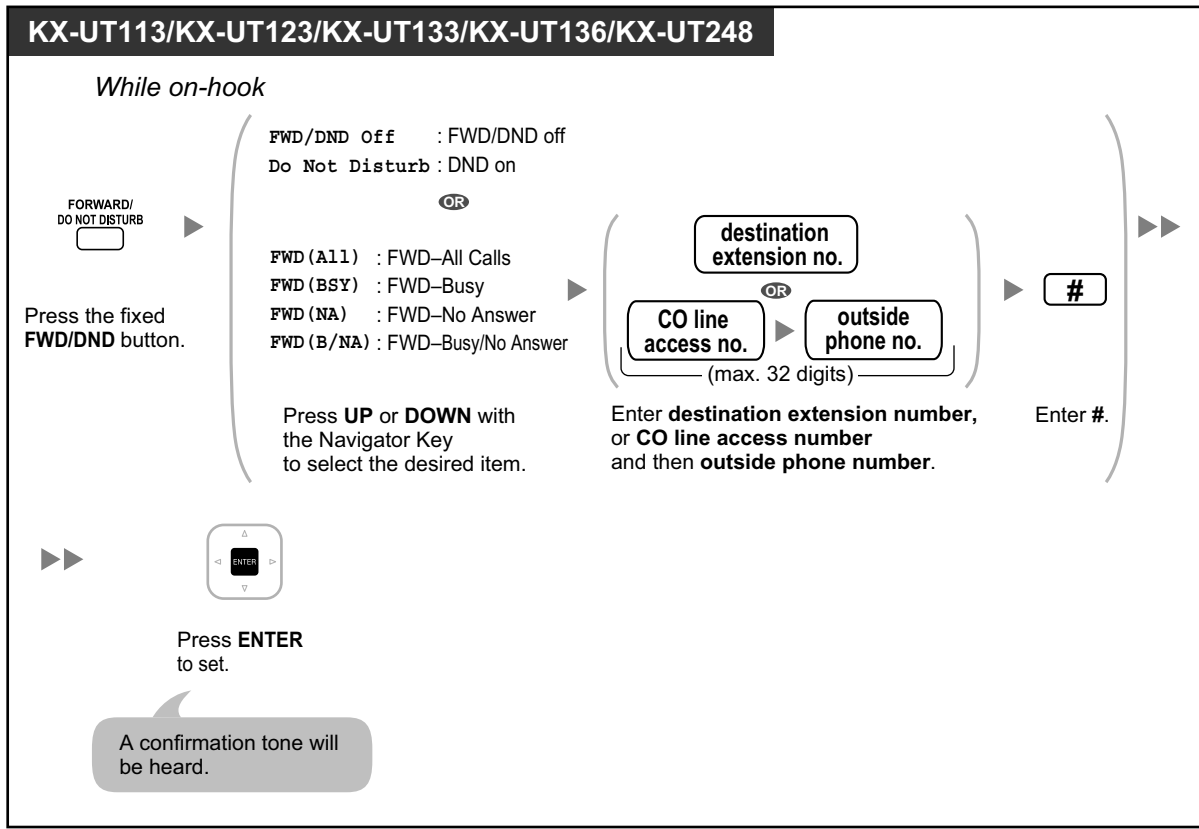 KX-UT113/KX-UT123/KX-UT133/KX-UT136/KX-UT248
While on-hook
FORWARD/
DO NOT DISTURB
Press the fixed
FWD/DND button.
FWD/DND Off : FWD/DND off
Do Not Disturb : DND on
OR
FWD(All) : FWD–All Calls
FWD(BSY) : FWD–Busy
FWD(NA) : FWD–No Answer
FWD(B/NA) : FWD–Busy/No Answer
Press UP or DOWN with
the Navigator Key
to select the desired item.
destination
extension no.
OR
CO line
access no.
outside
phone no.
(max. 32 digits)
Enter destination extension number,
or CO line access number
and then outside phone number.
#
Enter #.
ENTER
Press ENTER
to set.
A confirmation tone will
be heard.